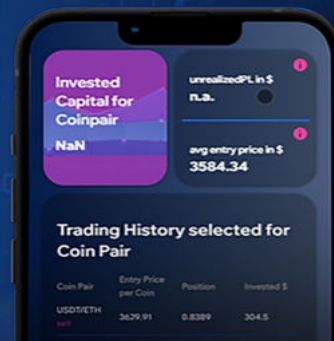 Invested
Capital for
Coinpair
NaN
unrealizedPL in $
n.a.
avg entry price in $
3584.34
Trading History selected for
Coin Pair
Coin Pair
Entry Price
per Coin
Position
Invested $
USDT/ETH
sell
3629.91
0.8389
304.5